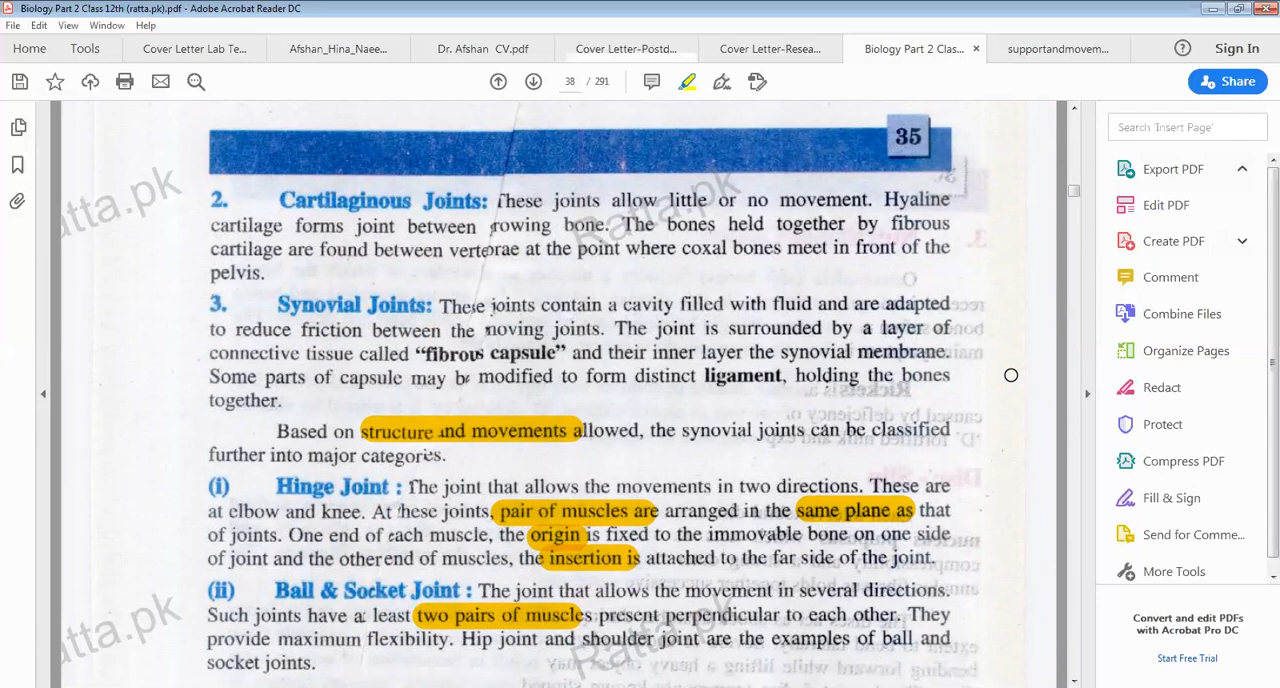 Biology Part 2 Class 12th (ratta.pk).pdf - Adobe Acrobat Reader DC
File Edit View Window Help
Home Tools Cover Letter Lab Te... Afshan_Hina_Naee... Dr. Afshan CV.pdf Cover Letter-Postd... Cover Letter-Resea... Biology Part 2 Clas... × supportandmovem... Sign In
38 / 291 Share
35
Search 'Insert Page'
2. Cartilaginous Joints: These joints allow little or no movement. Hyaline
cartilage forms joint between growing bone. The bones held together by fibrous
cartilage are found between vertebrae at the point where coxal bones meet in front of the
pelvis.
3. Synovial Joints: These joints contain a cavity filled with fluid and are adapted
to reduce friction between the moving joints. The joint is surrounded by a layer of
connective tissue called “fibrous capsule” and their inner layer the synovial membrane.
Some parts of capsule may be modified to form distinct ligament, holding the bones
together.
Based on structure and movements allowed, the synovial joints can be classified
further into major categories.
(i) Hinge Joint : The joint that allows the movements in two directions. These are
at elbow and knee. At these joints, pair of muscles are arranged in the same plane as that
of joints. One end of each muscle, the origin is fixed to the immovable bone on one side
of joint and the other end of muscles, the insertion is attached to the far side of the joint.
(ii) Ball & Socket Joint : The joint that allows the movement in several directions.
Such joints have at least two pairs of muscles present perpendicular to each other. They
provide maximum flexibility. Hip joint and shoulder joint are the examples of ball and
socket joints.
atta.pk
Ratta.pk
atta.pk
Ratta.pk
Export PDF
Edit PDF
Create PDF
Comment
Combine Files
Organize Pages
Redact
Protect
Compress PDF
Fill & Sign
Send for Comme...
More Tools
Convert and edit PDFs
with Acrobat Pro DC
Start Free Trial